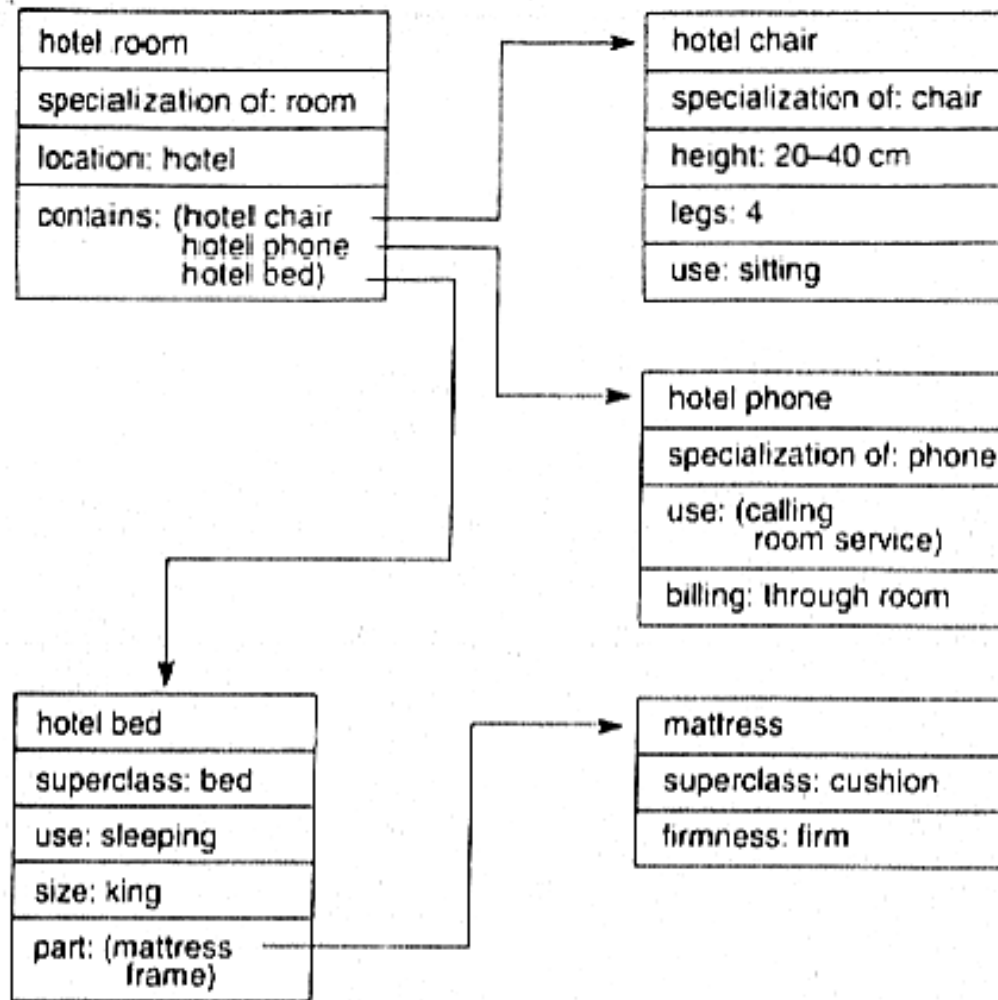 hotel room
specialization of: room
location: hotel
contains: (hotel chair
hotel phone
hotel bed)
hotel chair
specialization of: chair
height: 20–40 cm
legs: 4
use: sitting
hotel phone
specialization of: phone
use: (calling
room service)
billing: through room
hotel bed
superclass: bed
use: sleeping
size: king
part: (mattress
frame)
mattress
superclass: cushion
firmness: firm